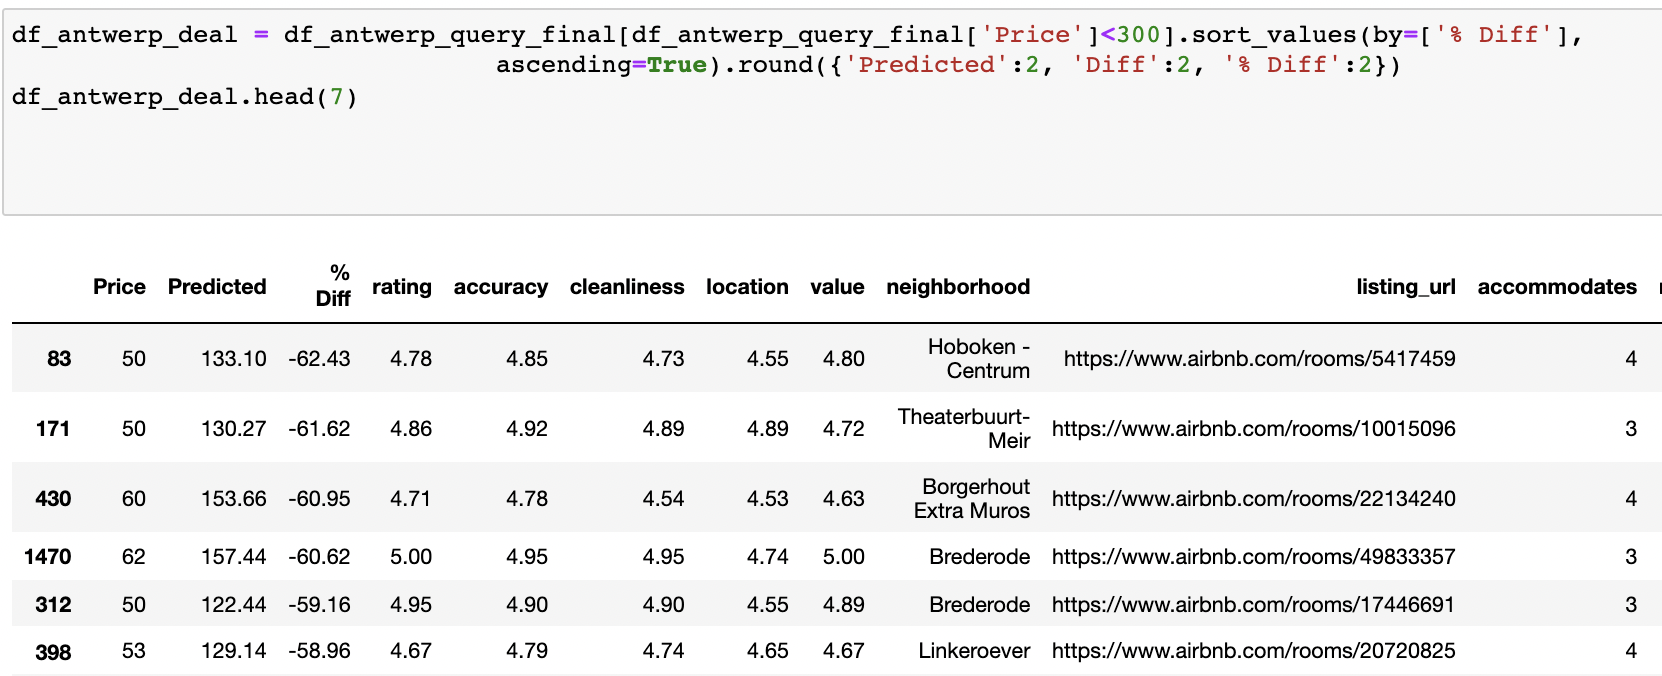 df_antwerp_deal = df_antwerp_query_final[df_antwerp_query_final['Price']<300].sort_values(by=['% Diff'],
ascending=True).round({'Predicted':2, 'Diff':2, '% Diff':2})
df_antwerp_deal.head(7)
Price Predicted % Diff rating accuracy cleanliness location value neighborhood listing_url accommodates
83 50 133.10 -62.43 4.78 4.85 4.73 4.55 4.80 Hoboken - Centrum https://www.airbnb.com/rooms/5417459 4
171 50 130.27 -61.62 4.86 4.92 4.89 4.89 4.72 Theaterbuurt-Meir https://www.airbnb.com/rooms/10015096 3
430 60 153.66 -60.95 4.71 4.78 4.54 4.53 4.63 Borgerhout Extra Muros https://www.airbnb.com/rooms/22134240 4
1470 62 157.44 -60.62 5.00 4.95 4.95 4.74 5.00 Brederode https://www.airbnb.com/rooms/49833357 3
312 50 122.44 -59.16 4.95 4.90 4.90 4.55 4.89 Brederode https://www.airbnb.com/rooms/17446691 3
398 53 129.14 -58.96 4.67 4.79 4.74 4.65 4.67 Linkeroever https://www.airbnb.com/rooms/20720825 4